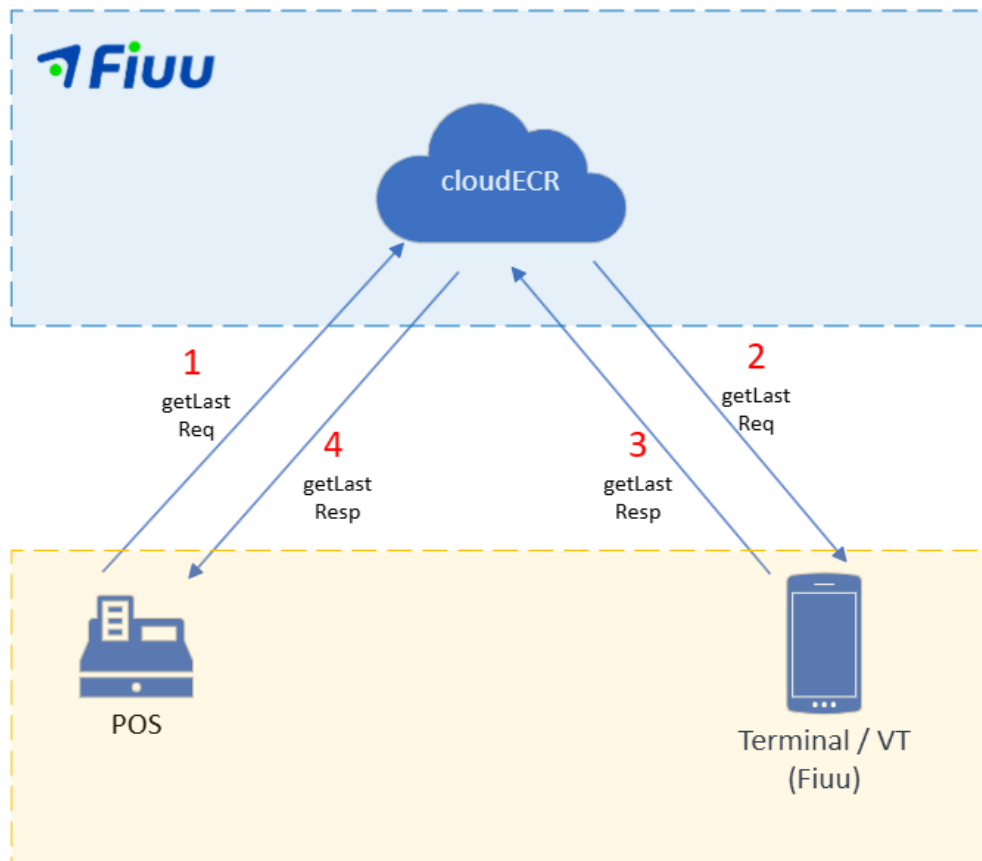 Fiuu
cloudECR
1
getLast
Req
2
getLast
Req
4
getLast
Resp
3
getLast
Resp
POS
Terminal / VT
(Fiuu)